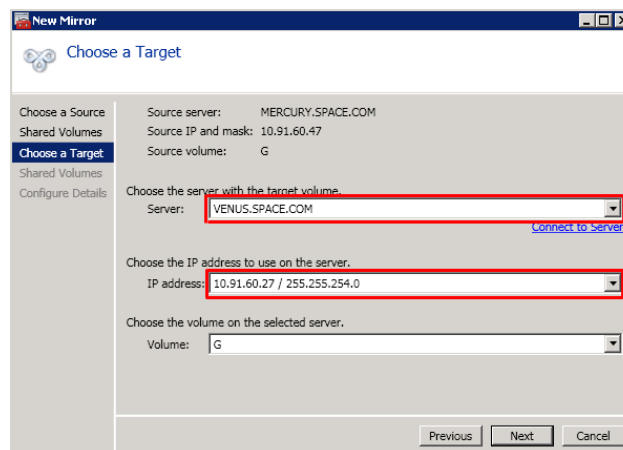 New Mirror
Choose a Target
Choose a Source
Shared Volumes
Choose a Target
Shared Volumes
Configure Details
Source server: MERCURY.SPACE.COM
Source IP and mask: 10.91.60.47
Source volume: G
Choose the server with the target volume.
Server: VENUS.SPACE.COM
Connect to Server
Choose the IP address to use on the server.
IP address: 10.91.60.27 / 255.255.254.0
Choose the volume on the selected server.
Volume: G
Previous Next Cancel